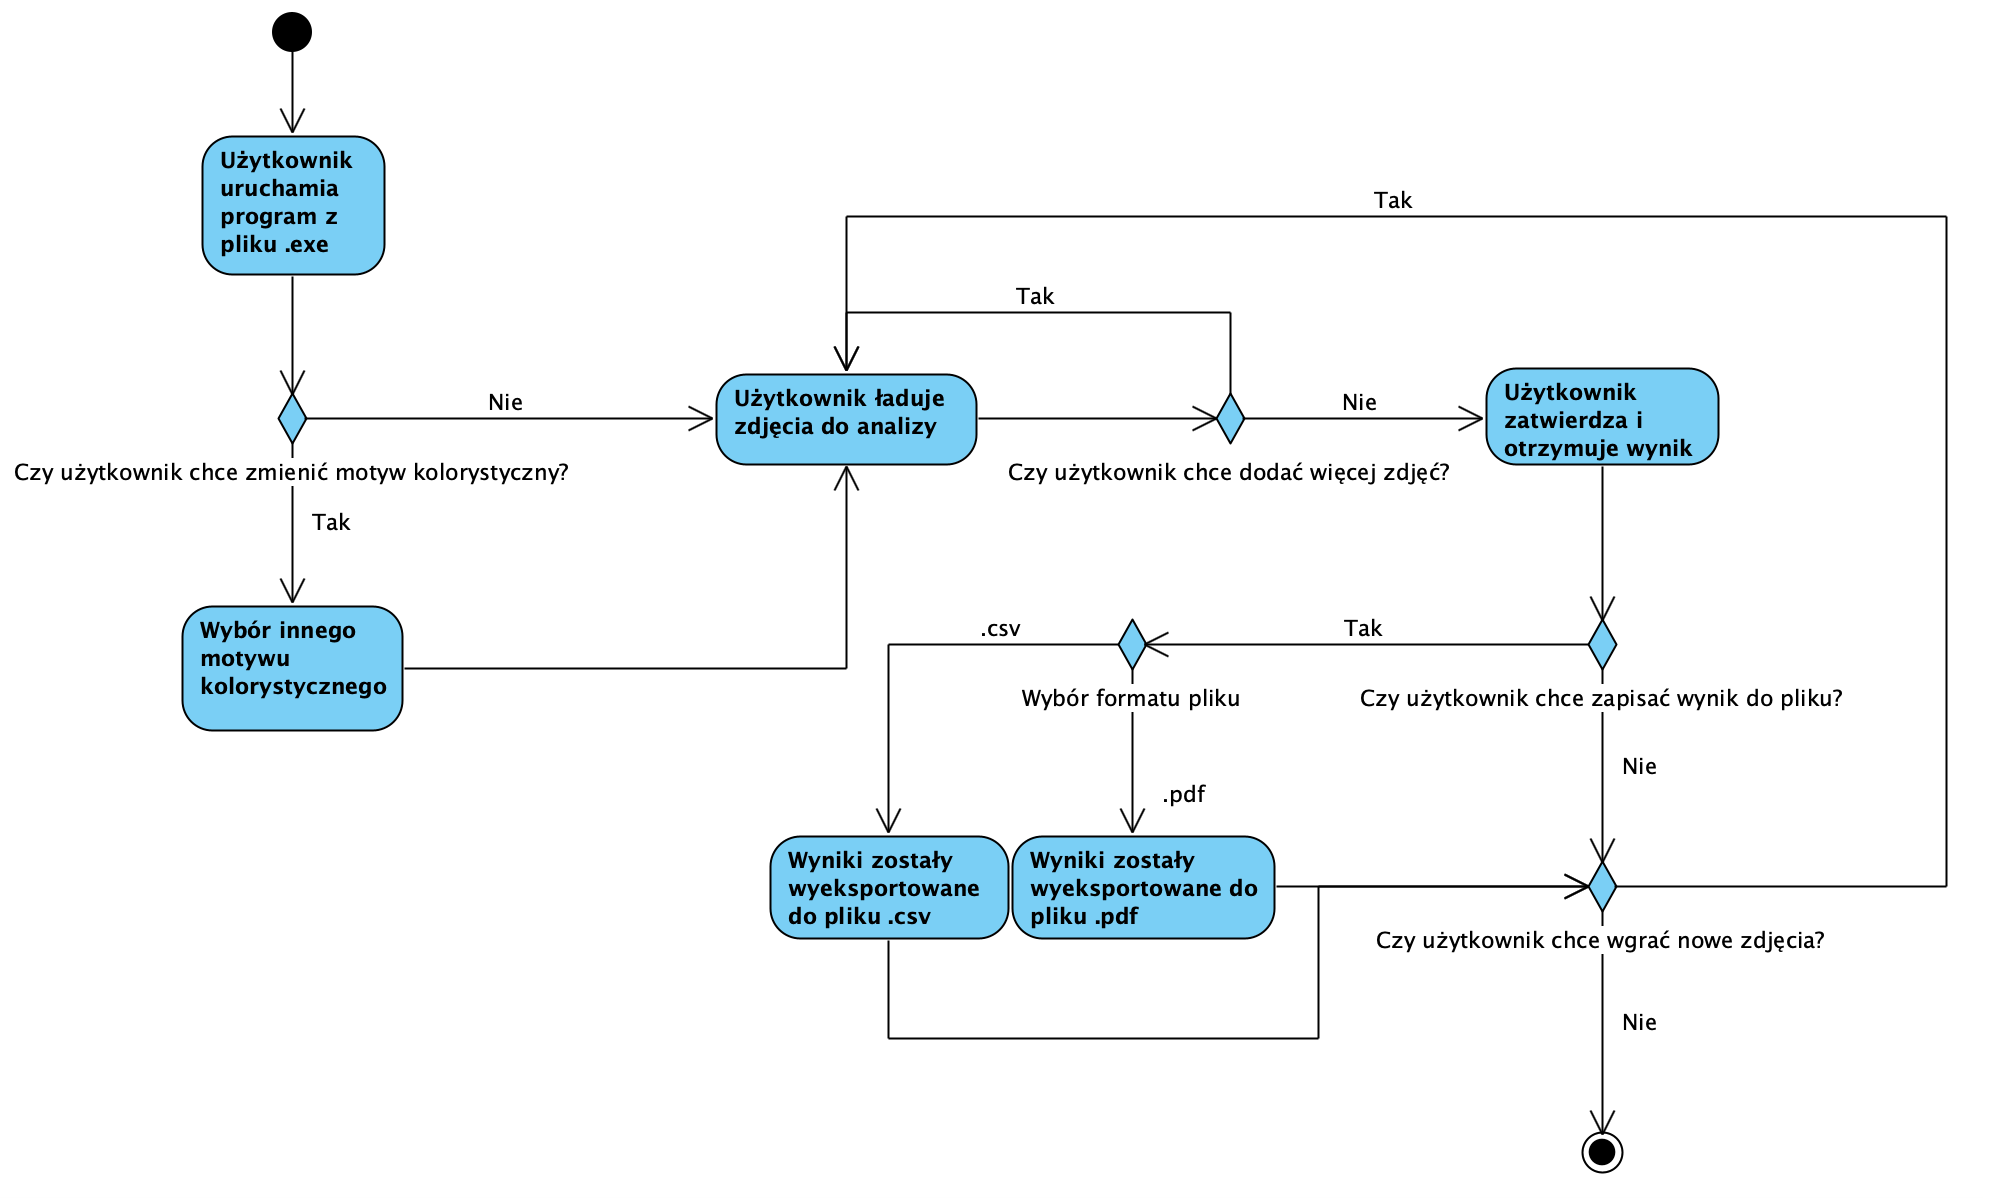 Użytkownik
uruchamia
program z
pliku .exe
Tak
Tak
Nie
Użytkownik ładuje
zdjęcia do analizy
Nie
Użytkownik
zatwierdza i
otrzymuje wynik
Czy użytkownik chce zmienić motyw kolorystyczny?
Czy użytkownik chce dodać więcej zdjęć?
Tak
Wybór innego
motywu
kolorystycznego
.csv
Tak
Wybór formatu pliku
Czy użytkownik chce zapisać wynik do pliku?
Nie
.pdf
Wyniki zostały
wyeksportowane
do pliku .csv
Wyniki zostały
wyeksportowane do
pliku .pdf
Czy użytkownik chce wgrać nowe zdjęcia?
Nie